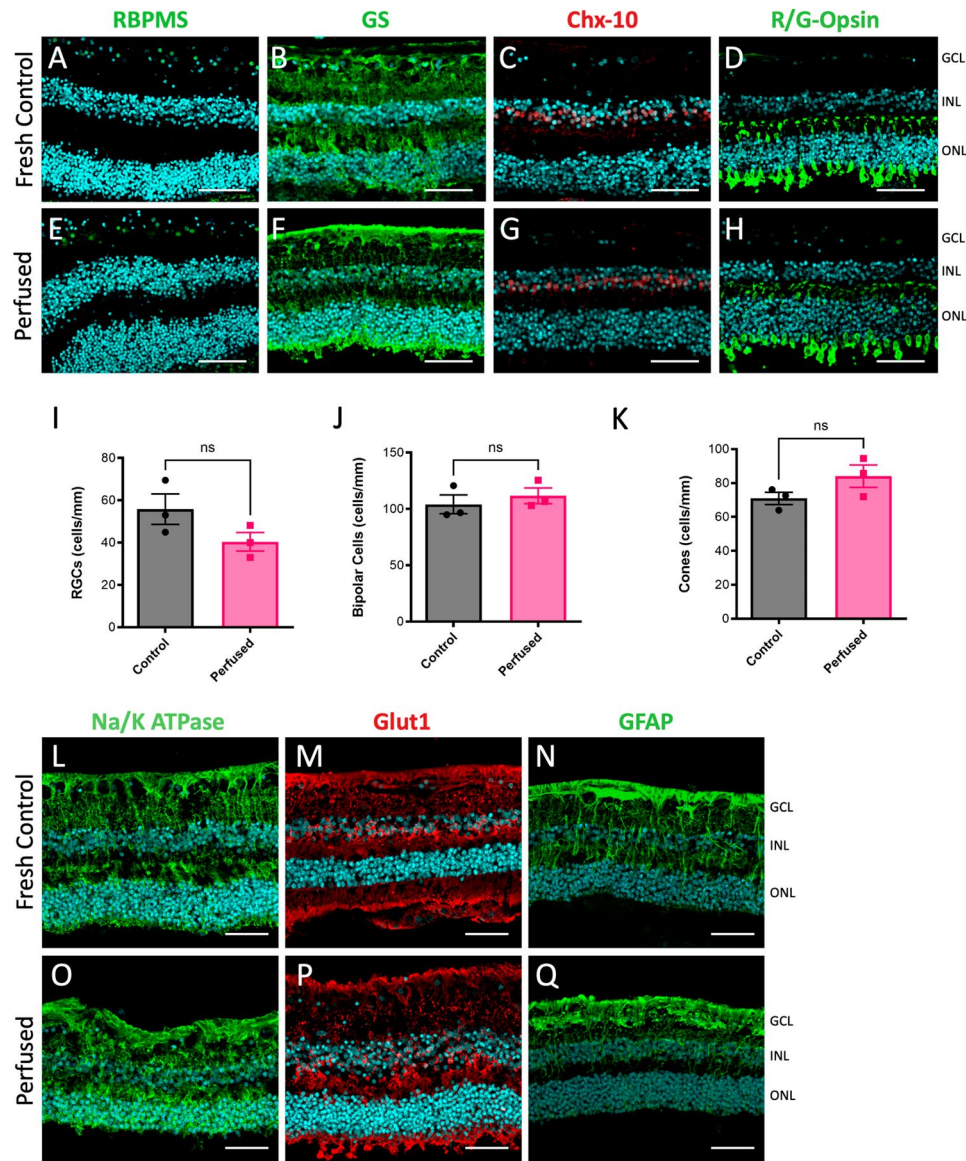 RBPMS GS Chx-10 R/G-Opsin
Fresh Control
A B C D
GCL
INL
ONL
Perfused
E F G H
GCL
INL
ONL
I
ns
RGCs (cells/mm)
80
60
40
20
0
Control
Perfused
J
ns
Bipolar Cells (cells/mm)
150
100
50
0
Control
Perfused
K
ns
Cones (cells/mm)
100
80
60
40
20
0
Control
Perfused
Na/K ATPase Glut1 GFAP
Fresh Control
L M N
GCL
INL
ONL
Perfused
O P Q
GCL
INL
ONL